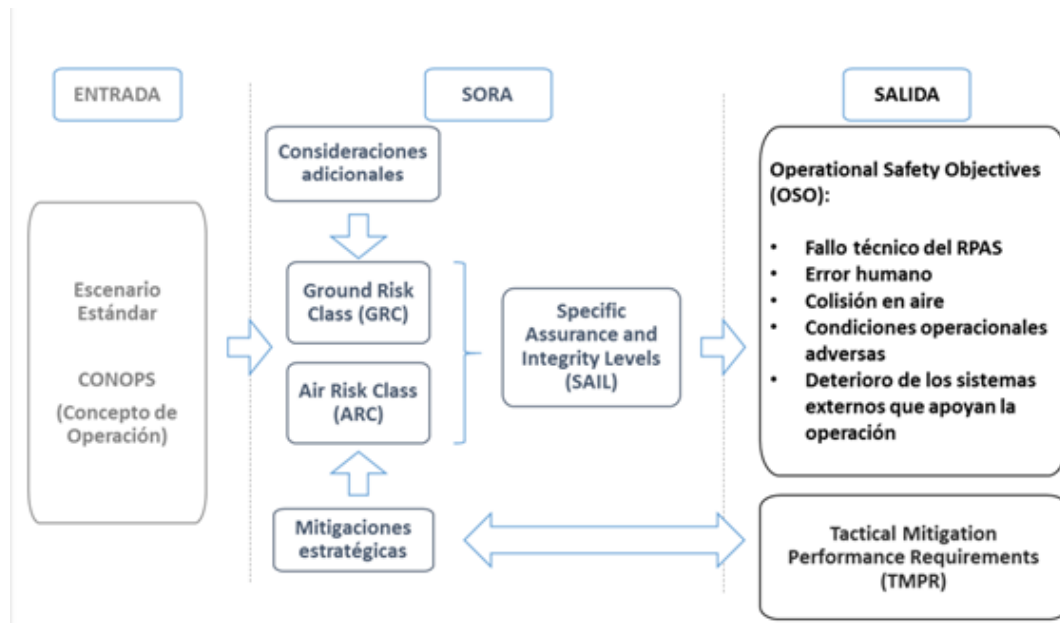 ENTRADA
SORA
SALIDA
Escenario
Estándar
CONOPS
(Concepto de
Operación)
Consideraciones
adicionales
Ground Risk
Class (GRC)
Air Risk Class
(ARC)
Mitigaciones
estratégicas
Specific
Assurance and
Integrity Levels
(SAIL)
Operational Safety Objectives
(OSO):
• Fallo técnico del RPAS
• Error humano
• Colisión en aire
• Condiciones operacionales
adversas
• Deterioro de los sistemas
externos que apoyan la
operación
Tactical Mitigation
Performance Requirements
(TMPR)